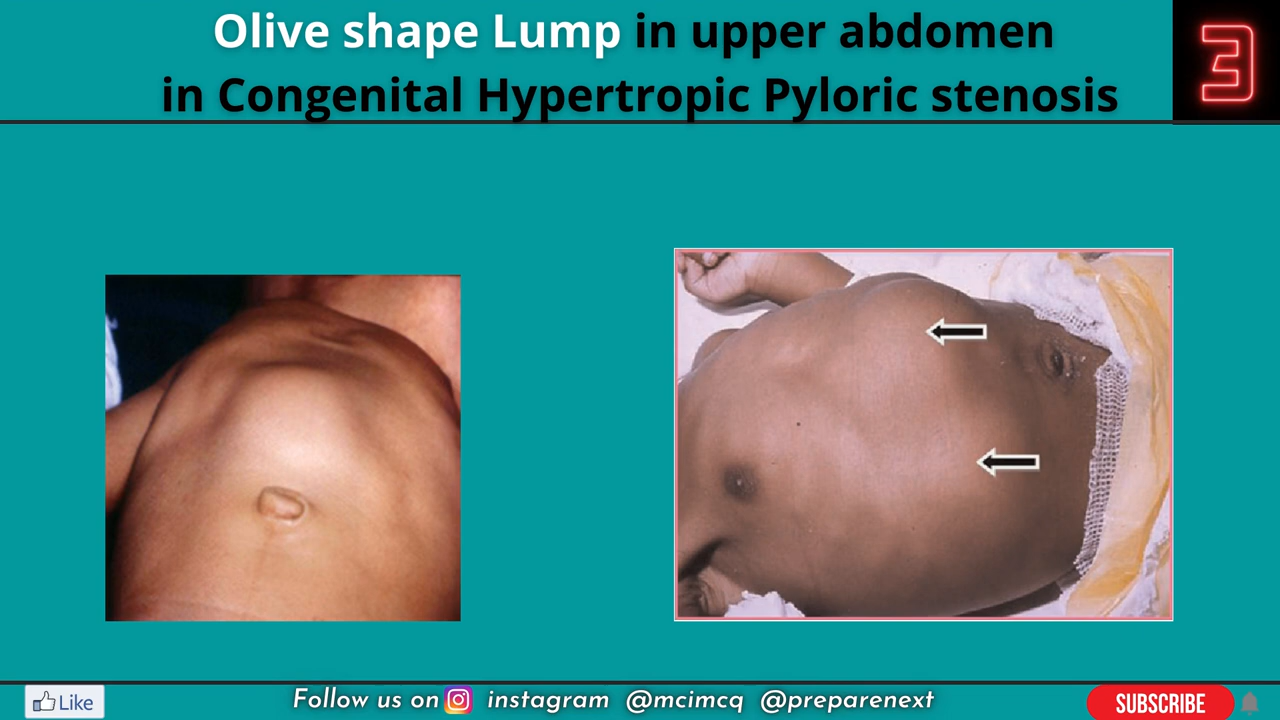 Olive shape Lump in upper abdomen
in Congenital Hypertropic Pyloric stenosis
3
Like
Follow us on instagram @mcimcq @preparenext
SUBSCRIBE